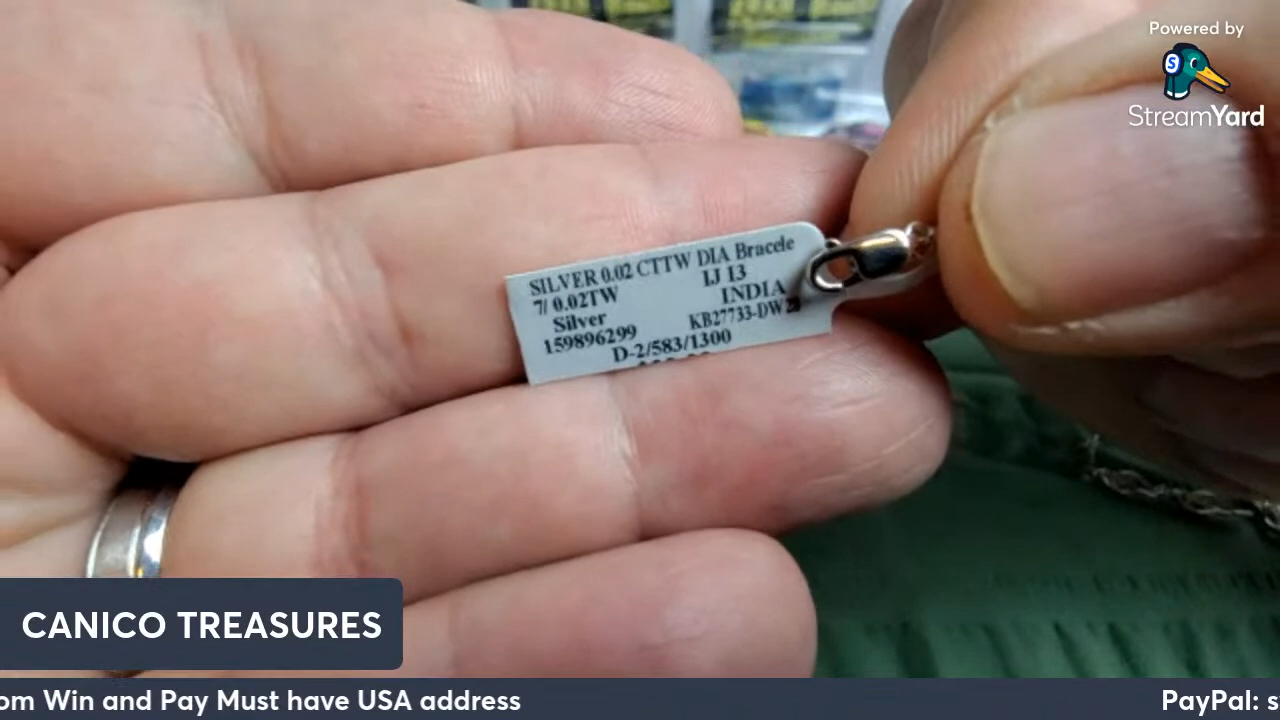 Powered by
StreamYard
SILVER 0.02 CTTW DIA Bracele
7/ 0.02TW IJ I3
Silver INDIA
159896299 KB27733-DW
D-2/583/1300
CANICO TREASURES
om Win and Pay Must have USA address
PayPal: s